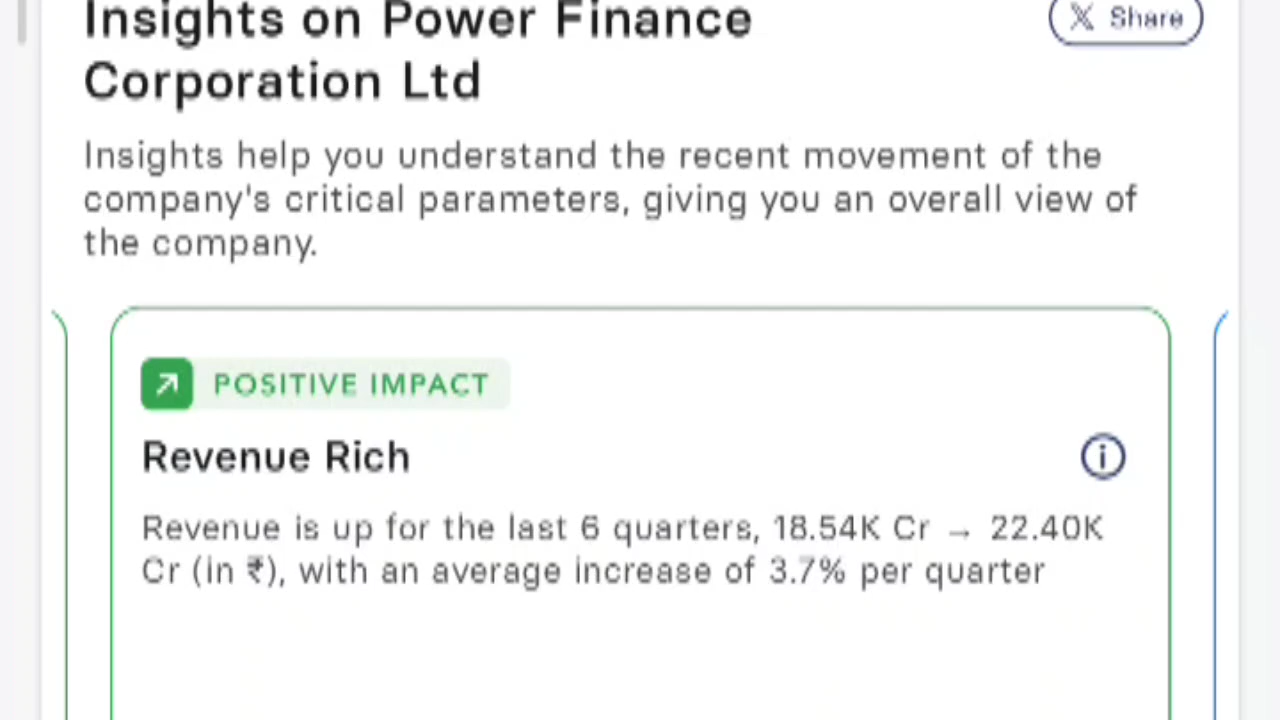 Insights on Power Finance
Corporation Ltd
X Share
Insights help you understand the recent movement of the
company's critical parameters, giving you an overall view of
the company.
POSITIVE IMPACT
Revenue Rich
Revenue is up for the last 6 quarters, 18.54K Cr → 22.40K
Cr (in ₹), with an average increase of 3.7% per quarter